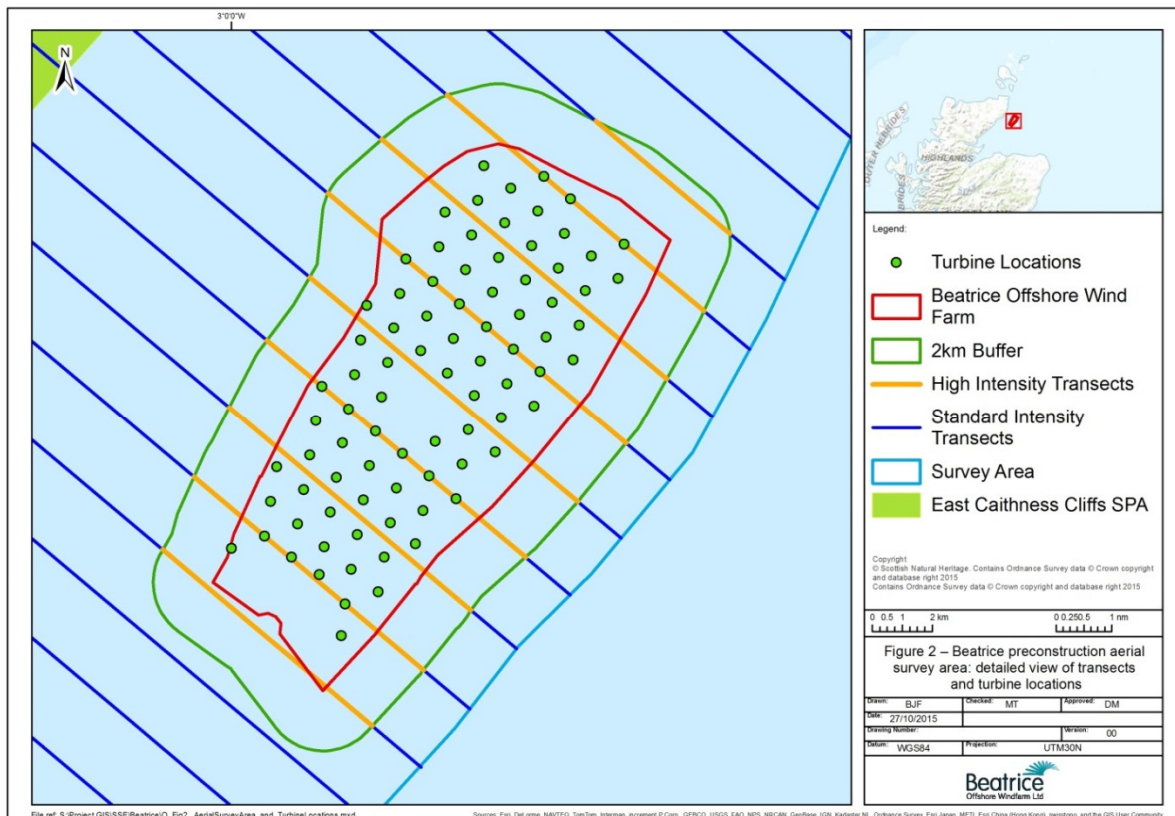 3°0'0"W
N
OUTER HEBRIDES
HIGHLANDS
Legend:
Turbine Locations
Beatrice Offshore Wind
Farm
2km Buffer
High Intensity Transects
Standard Intensity
Transects
Survey Area
East Caithness Cliffs SPA
Copyright
© Scottish Natural Heritage. Contains Ordnance Survey data © Crown copyright
and database right 2015
Contains Ordnance Survey data © Crown copyright and database right 2015
0 0.5 1 2 km
0 0.250.5 1 nm
Figure 2 – Beatrice preconstruction aerial
survey area: detailed view of transects
and turbine locations
Drawn: BJF Checked: MT Approved: DM
Date: 27/10/2015
Drawing Number: Version: 00
Datum: WGS84 Projection: UTM30N
Beatrice
Offshore Windfarm Ltd